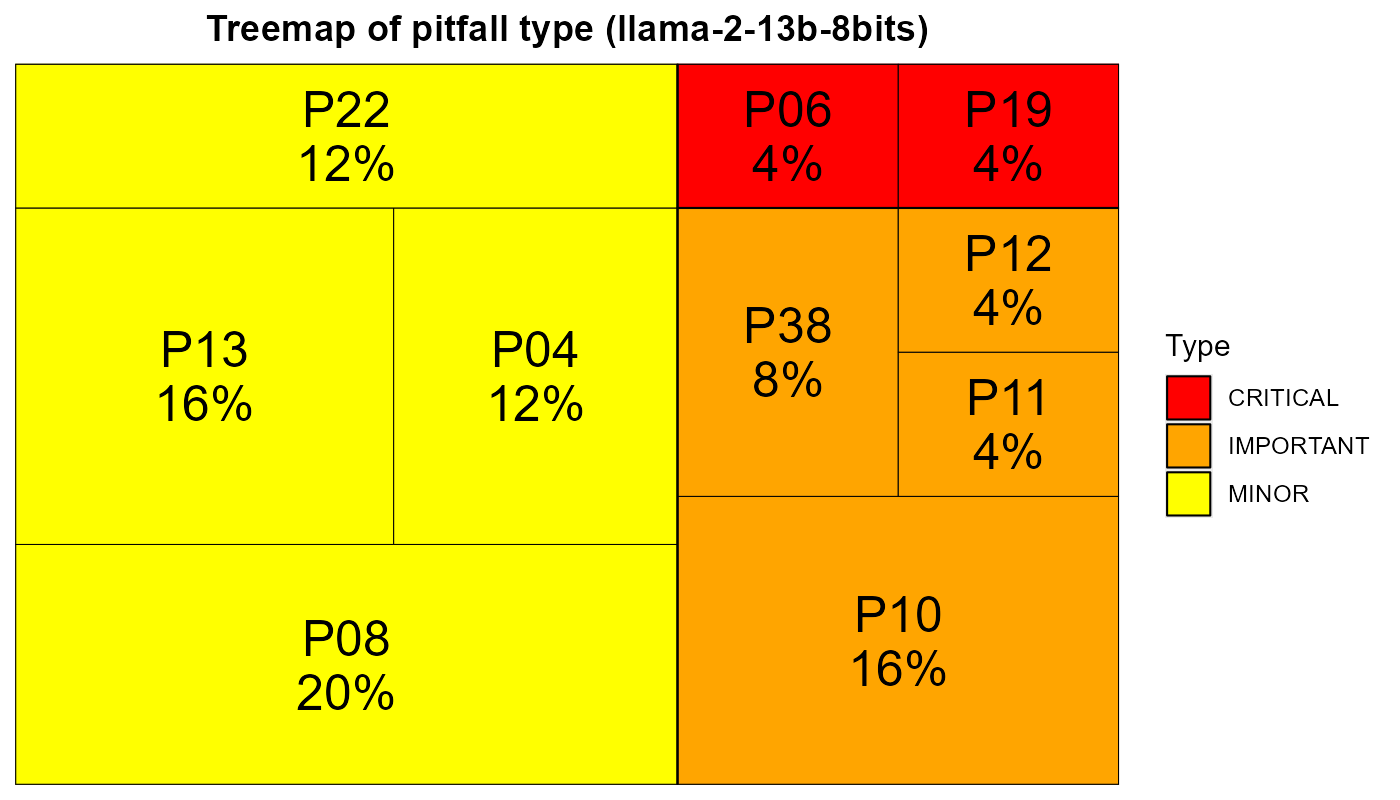 Treemap of pitfall type (llama-2-13b-8bits)
P22
12%
P06
4%
P19
4%
P13
16%
P04
12%
P38
8%
P12
4%
P11
4%
P08
20%
P10
16%
Type
CRITICAL
IMPORTANT
MINOR